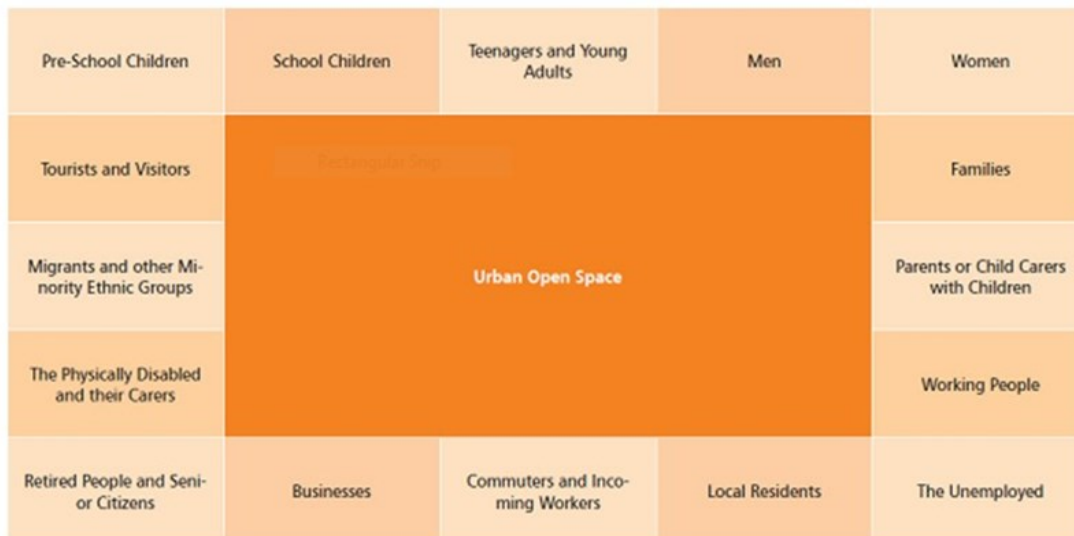 Pre-School Children
School Children
Teenagers and Young
Adults
Men
Women
Tourists and Visitors
Rectangular Snip
Families
Migrants and other Mi-
nority Ethnic Groups
Urban Open Space
Parents or Child Carers
with Children
The Physically Disabled
and their Carers
Working People
Retired People and Seni-
or Citizens
Businesses
Commuters and Inco-
ming Workers
Local Residents
The Unemployed